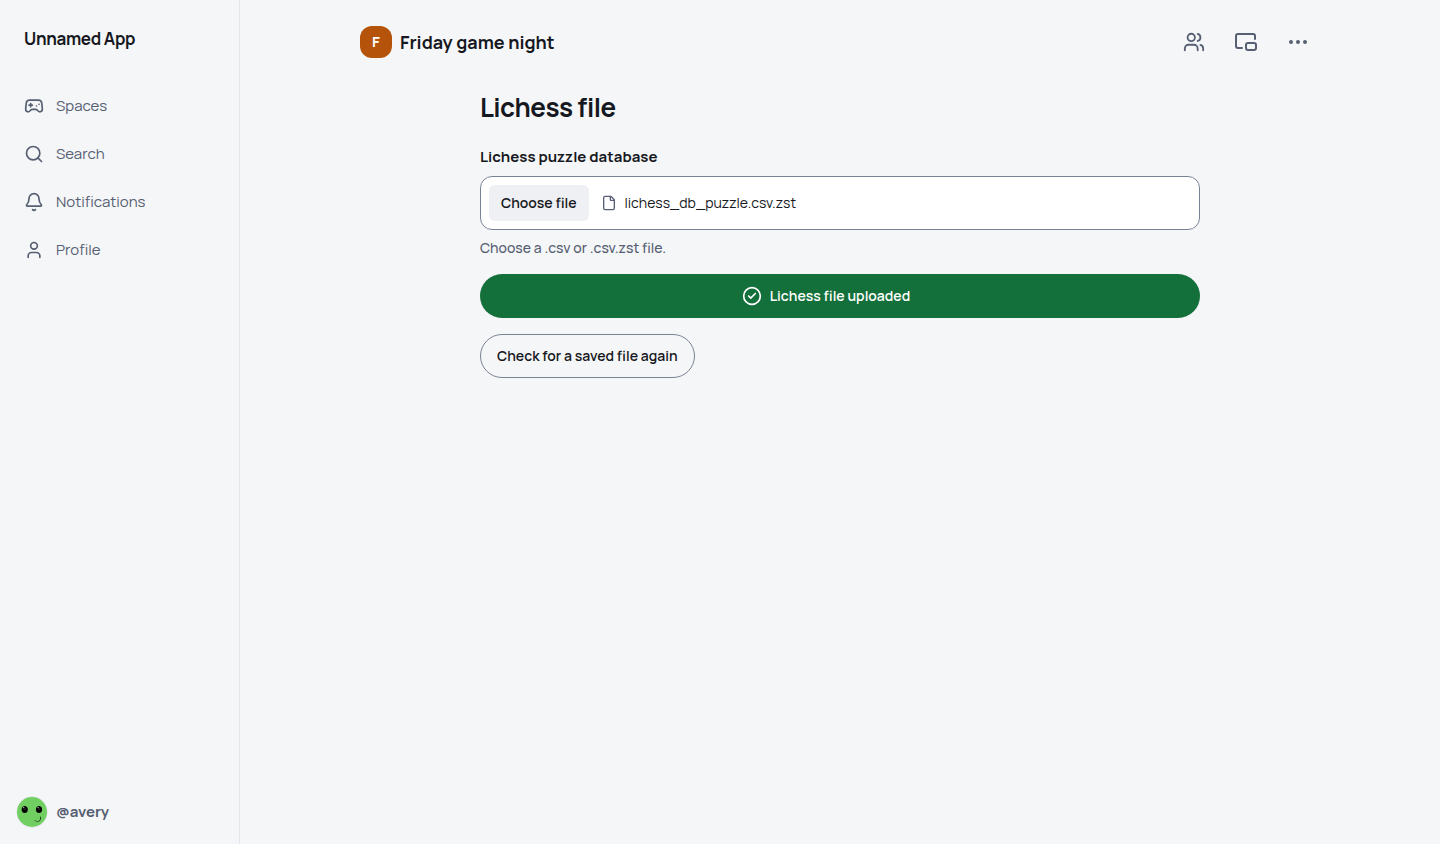 Unnamed App
Spaces
Search
Notifications
Profile
@avery
F Friday game night
Lichess file
Lichess puzzle database
Choose file lichess_db_puzzle.csv.zst
Choose a .csv or .csv.zst file.
Lichess file uploaded
Check for a saved file again